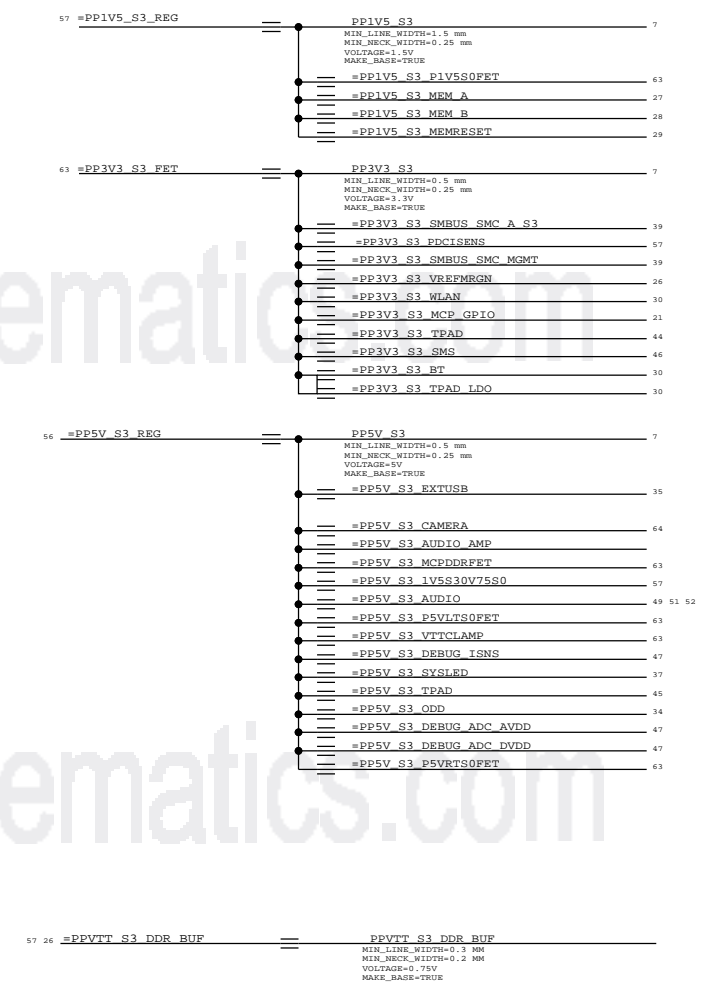 57 =PP1V5_S3_REG PP1V5_S3 7
MIN_LINE_WIDTH=1.5 mm
MIN_NECK_WIDTH=0.25 mm
VOLTAGE=1.5V
MAKE_BASE=TRUE
=PP1V5_S3_P1V5S0FET 63
=PP1V5_S3_MEM_A 27
=PP1V5_S3_MEM_B 28
=PP1V5_S3_MEMRESET 29
63 =PP3V3_S3_FET PP3V3_S3 7
MIN_LINE_WIDTH=0.5 mm
MIN_NECK_WIDTH=0.25 mm
VOLTAGE=3.3V
MAKE_BASE=TRUE
=PP3V3_S3_SMBUS_SMC_A_S3 39
=PP3V3_S3_PDCISENS 57
=PP3V3_S3_SMBUS_SMC_MGMT 39
=PP3V3_S3_VREFMRGN 26
=PP3V3_S3_WLAN 30
=PP3V3_S3_MCP_GPIO 21
=PP3V3_S3_TPAD 44
=PP3V3_S3_SMS 46
=PP3V3_S3_BT 30
=PP3V3_S3_TPAD_LDO 30
ematics.com
56 =PP5V_S3_REG PP5V_S3 7
MIN_LINE_WIDTH=0.5 mm
MIN_NECK_WIDTH=0.25 mm
VOLTAGE=5V
MAKE_BASE=TRUE
=PP5V_S3_EXTUSB 35
=PP5V_S3_CAMERA 64
=PP5V_S3_AUDIO_AMP
=PP5V_S3_MCPDDRFET 63
=PP5V_S3_1V5S30V75S0 57
=PP5V_S3_AUDIO 49 51 52
=PP5V_S3_P5VLTS0FET 63
=PP5V_S3_VTTCLAMP 63
=PP5V_S3_DEBUG_ISNS 47
=PP5V_S3_SYSLED 37
=PP5V_S3_TPAD 45
=PP5V_S3_ODD 34
=PP5V_S3_DEBUG_ADC_AVDD 47
=PP5V_S3_DEBUG_ADC_DVDD 47
=PP5V_S3_P5VRTS0FET 63
ematics.com
57 26 =PPVTT_S3_DDR_BUF PPVTT_S3_DDR_BUF
MIN_LINE_WIDTH=0.3 MM
MIN_NECK_WIDTH=0.2 MM
VOLTAGE=0.75V
MAKE_BASE=TRUE